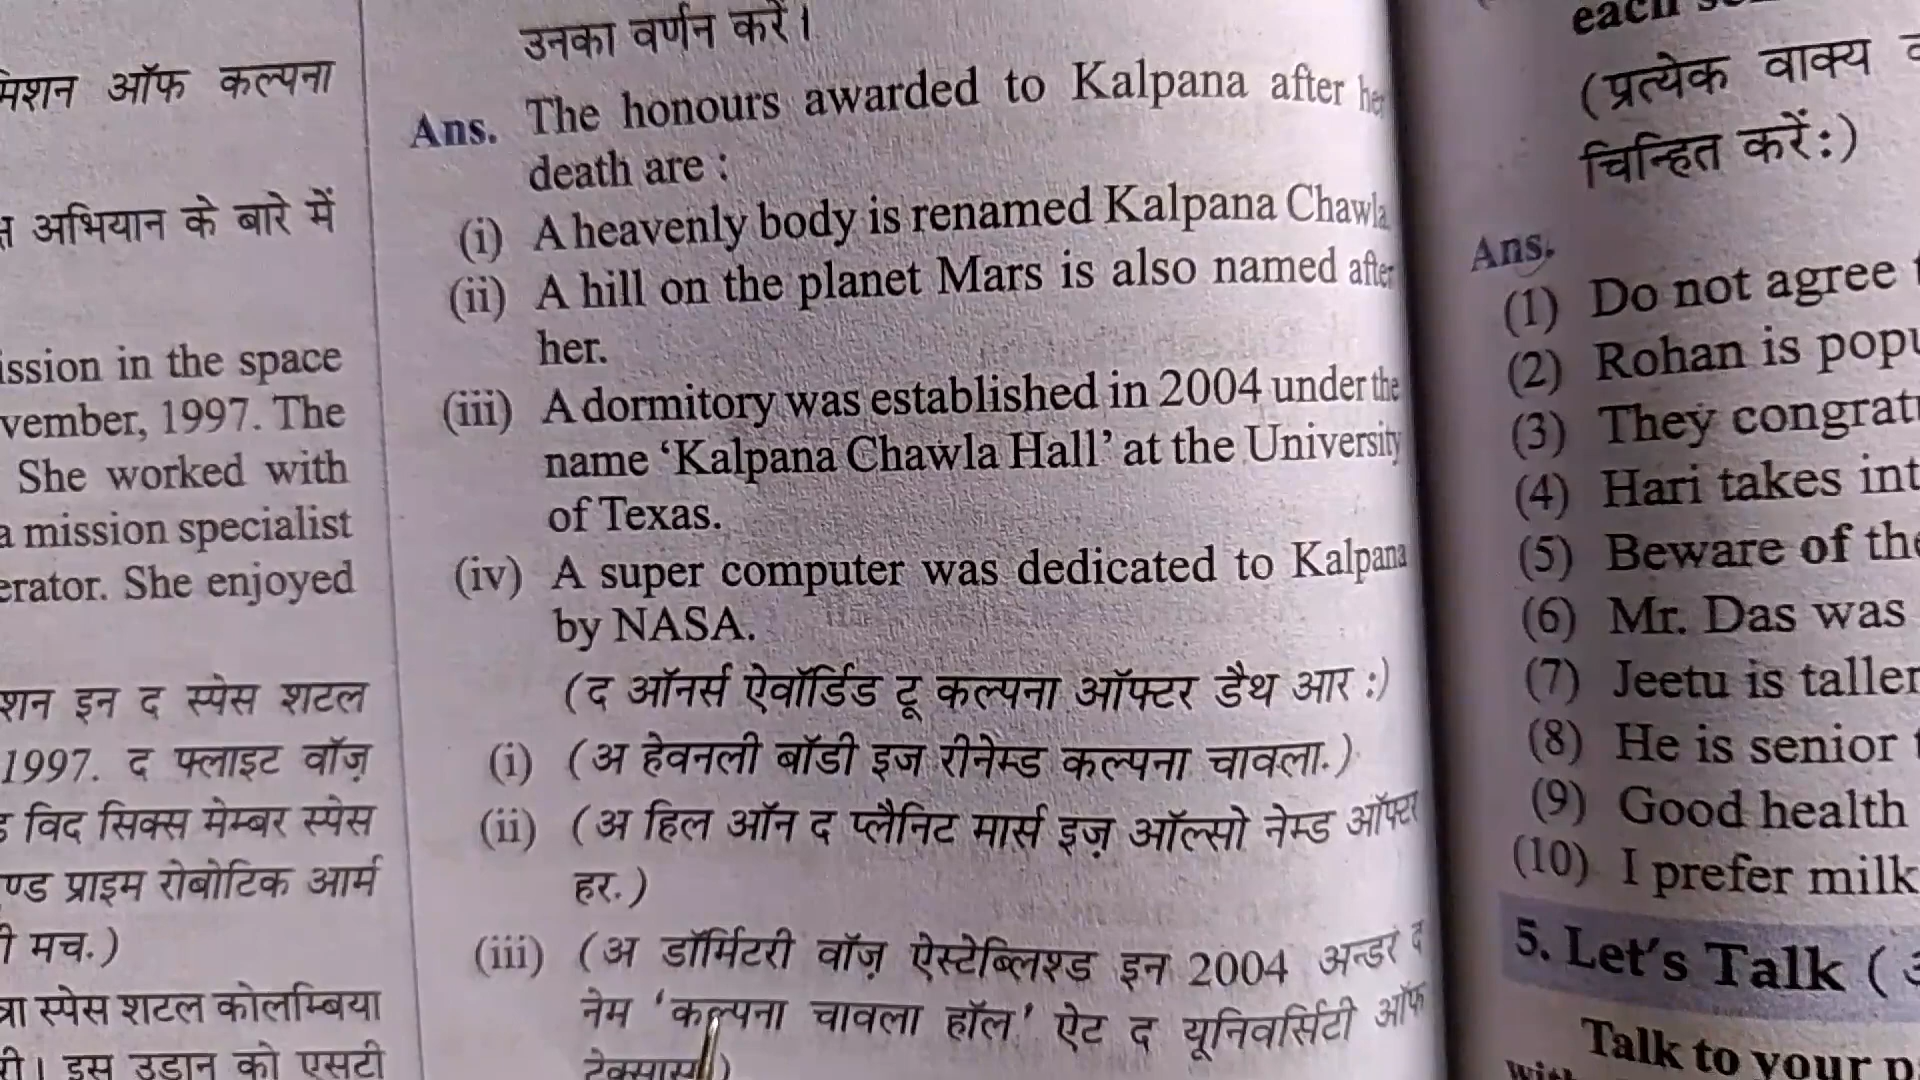 मिशन ऑफ कल्पना
अभियान के बारे में
ission in the space
vember, 1997. The
She worked with
a mission specialist
erator. She enjoyed
शन इन द स्पेस शटल
1997. द फ्लाइट वॉज़
विद सिक्स मेम्बर स्पेस
ण्ड प्राइम रोबोटिक आर्म
मच.)
स्पेस शटल कोलम्बिया
इस उड़ान को एसटी
उनका वर्णन करें।
Ans. The honours awarded to Kalpana after her
death are :
(i) A heavenly body is renamed Kalpana Chawla
(ii) A hill on the planet Mars is also named after
her.
(iii) A dormitory was established in 2004 under the
name ‘Kalpana Chawla Hall’ at the University
of Texas.
(iv) A super computer was dedicated to Kalpana
by NASA.
(द ऑनर्स ऐवॉर्डिड टू कल्पना ऑफ्टर डैथ आर :)
(i) (अ हेवनली बॉडी इज रीनेम्ड कल्पना चावला.)
(ii) (अ हिल ऑन द प्लैनिट मार्स इज़ ऑल्सो नेम्ड ऑफ्टर
हर.)
(iii) (अ डॉर्मिटरी वॉज़ ऐस्टेब्लिश्ड इन 2004 अन्डर द
नेम ‘कल्पना चावला हॉल’ ऐट द यूनिवर्सिटी ऑफ
टेक्सास)
each
(प्रत्येक वाक्य
चिन्हित करें:)
Ans.
(1) Do not agree
(2) Rohan is popu
(3) They congrat
(4) Hari takes int
(5) Beware of the
(6) Mr. Das was
(7) Jeetu is taller
(8) He is senior
(9) Good health
(10) I prefer milk
5. Let's Talk (
Talk to your p